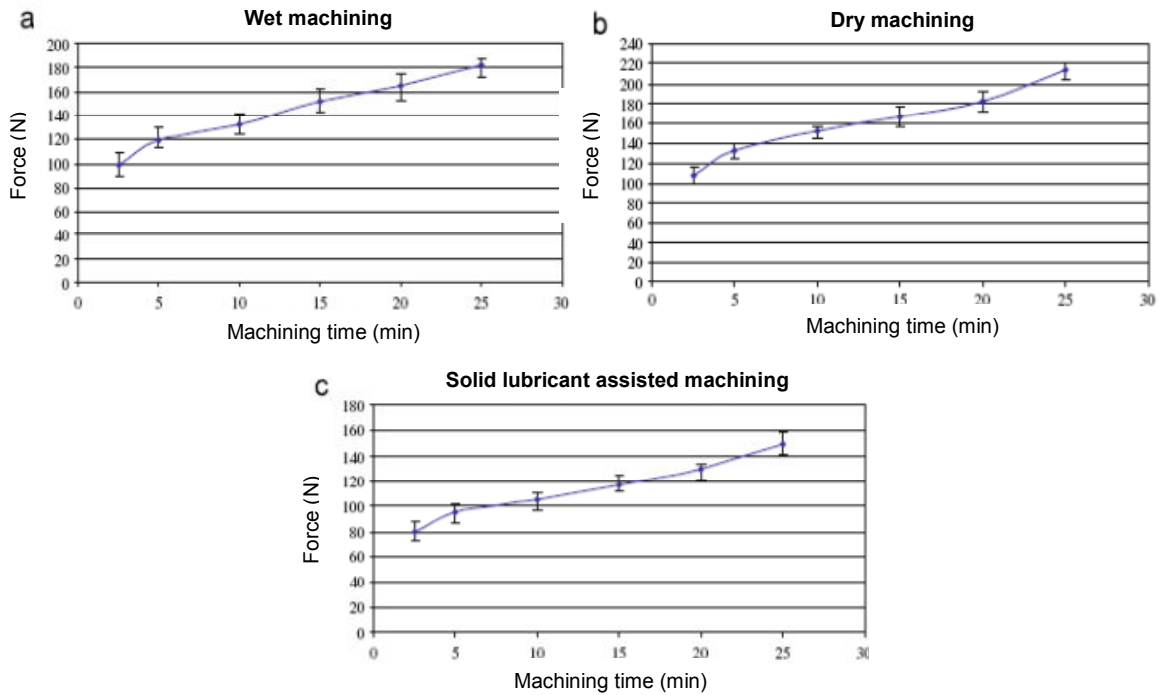 a
Wet machining
200
180
160
140
120
100
80
60
40
20
0
0 5 10 15 20 25 30
Force (N)
Machining time (min)
b
Dry machining
240
220
200
180
160
140
120
100
80
60
40
20
0
0 5 10 15 20 25 30
Force (N)
Machining time (min)
c
Solid lubricant assisted machining
180
160
140
120
100
80
60
40
20
0
0 5 10 15 20 25 30
Force (N)
Machining time (min)